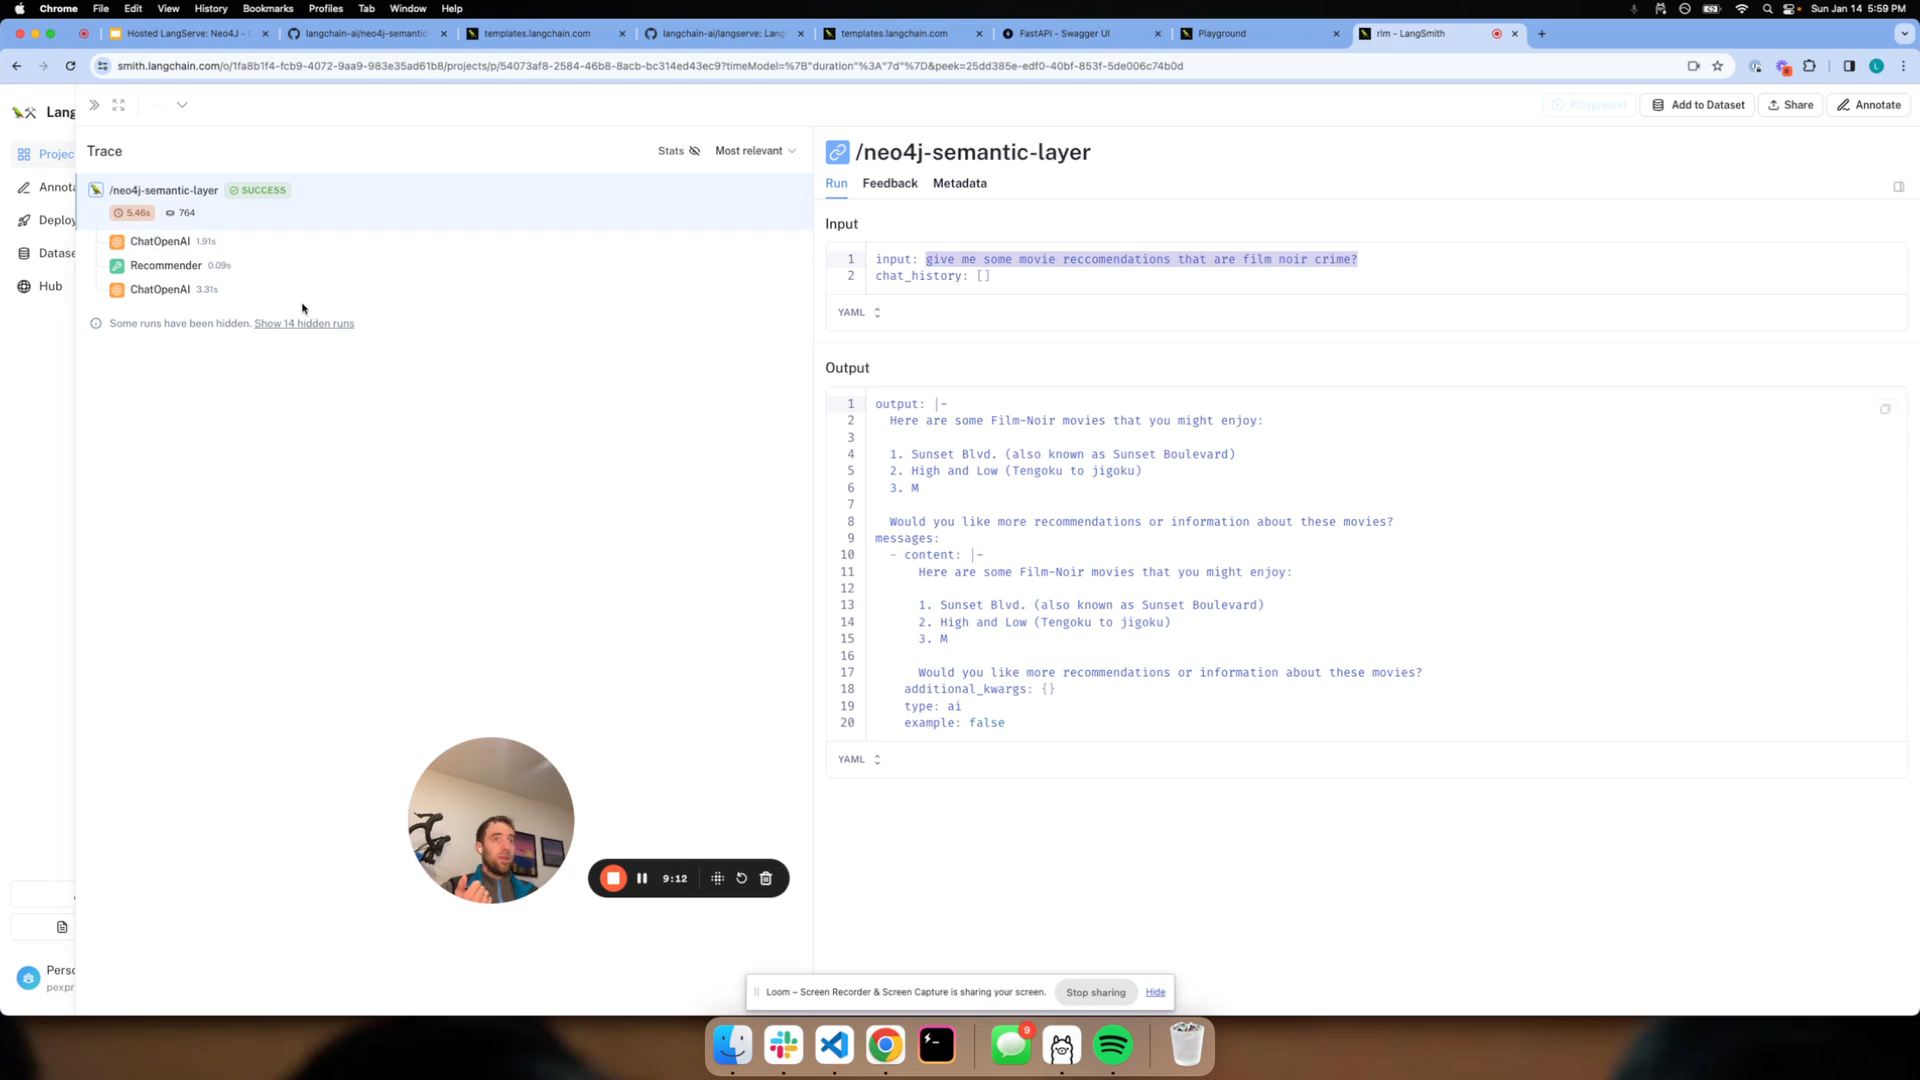 Chrome File Edit View History Bookmarks Profiles Tab Window Help
Sun Jan 14 5:59 PM
Hosted LangServe: Neo4J -
langchain-ai/neo4j-semantic
templates.langchain.com
langchain-ai/langserve: Lang
templates.langchain.com
FastAPI - Swagger UI
Playground
rlm - LangSmith
smith.langchain.com/o/1fa8b1f4-fcb9-4072-9aa9-983e35ad61b8/projects/p/54073af8-2584-46b8-8acb-bc314ed43ec9?timeModel=%7B"duration"%3A"7d"%7D&peek=25dd385e-edf0-40bf-853f-5de006c74b0d
Lang
Projec
Annota
Deploy
Datase
Hub
Perso
pexpr
Playground
Add to Dataset
Share
Annotate
Trace
Stats
Most relevant
/neo4j-semantic-layer SUCCESS
5.46s 764
ChatOpenAI 1.91s
Recommender 0.09s
ChatOpenAI 3.31s
Some runs have been hidden. Show 14 hidden runs
/neo4j-semantic-layer
Run Feedback Metadata
Input
1 input: give me some movie reccomendations that are film noir crime?
2 chat_history: []
YAML
Output
1 output: |-
2 Here are some Film-Noir movies that you might enjoy:
3
4 1. Sunset Blvd. (also known as Sunset Boulevard)
5 2. High and Low (Tengoku to jigoku)
6 3. M
7
8 Would you like more recommendations or information about these movies?
9 messages:
10 - content: |-
11 Here are some Film-Noir movies that you might enjoy:
12
13 1. Sunset Blvd. (also known as Sunset Boulevard)
14 2. High and Low (Tengoku to jigoku)
15 3. M
16
17 Would you like more recommendations or information about these movies?
18 additional_kwargs: {}
19 type: ai
20 example: false
YAML
9:12
Loom – Screen Recorder & Screen Capture is sharing your screen. Stop sharing Hide
9